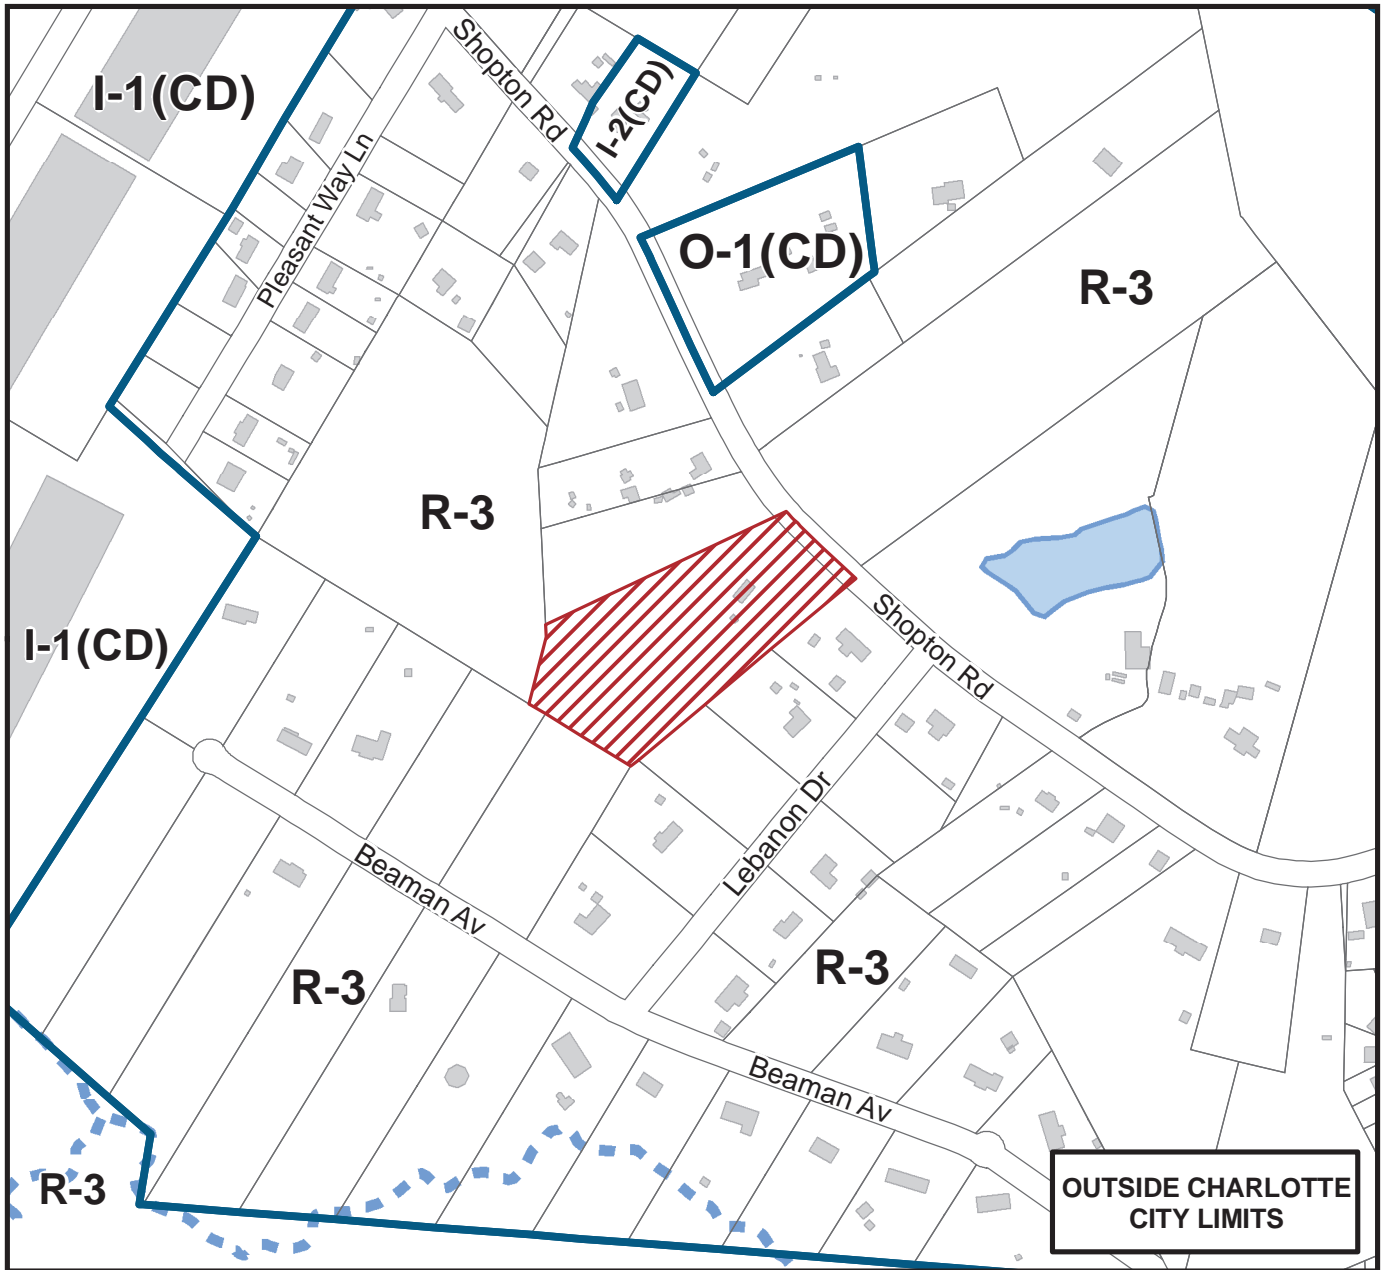 Shopton Rd
I-1(CD)
I-2(CD)
Pleasant Way Ln
O-1(CD)
R-3
R-3
Shopton Rd
I-1(CD)
Lebanon Dr
Beaman Av
R-3
R-3
Beaman Av
R-3
OUTSIDE CHARLOTTE
CITY LIMITS